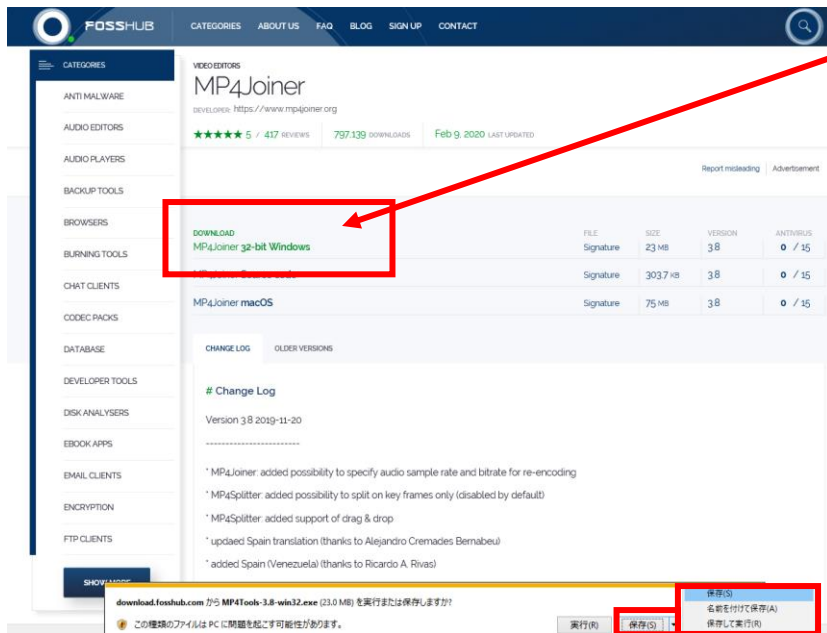 FOSSHUB CATEGORIES ABOUT US FAQ BLOG SIGN UP CONTACT
CATEGORIES
ANTI MALWARE
AUDIO EDITORS
AUDIO PLAYERS
BACKUP TOOLS
BROWSERS
BURNING TOOLS
CHAT CLIENTS
CODEC PACKS
DATABASE
DEVELOPER TOOLS
DISK ANALYSERS
EBOOK APPS
EMAIL CLIENTS
ENCRYPTION
FTP CLIENTS
SHOW MORE
VIDEO EDITORS
MP4Joiner
DEVELOPER: https://www.mp4joiner.org
★★★★★ 5 / 417 REVIEWS 797.139 DOWNLOADS Feb 9, 2020 LAST UPDATED
Report misleading Advertisement
DOWNLOAD FILE SIZE VERSION ANTIVIRUS
MP4Joiner 32-bit Windows Signature 23 MB 3.8 0 / 15
MP4Joiner Source code Signature 303.7 KB 3.8 0 / 15
MP4Joiner macOS Signature 75 MB 3.8 0 / 15
CHANGE LOG OLDER VERSIONS
# Change Log
Version 3.8 2019-11-20
------------------------
* MP4Joiner: added possibility to specify audio sample rate and bitrate for re-encoding
* MP4Splitter: added possibility to split on key frames only (disabled by default)
* MP4Splitter: added support of drag & drop
* updaed Spain translation (thanks to Alejandro Cremades Bernabeu)
* added Spain (Venezuela) (thanks to Ricardo A. Rivas)
download.fosshub.com から MP4Tools-3.8-win32.exe (23.0 MB) を実行または保存しますか?
この種類のファイルは PC に問題を起こす可能性があります。
実行(R) 保存(S)
保存(S)
名前を付けて保存(A)
保存して実行(R)